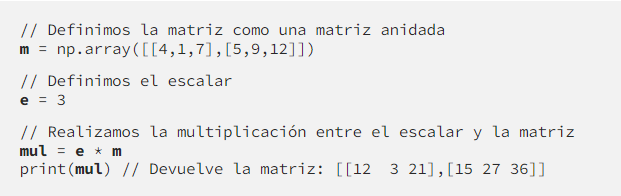 // Definimos la matriz como una matriz anidada
m = np.array([[4,1,7],[5,9,12]])
// Definimos el escalar
e = 3
// Realizamos la multiplicación entre el escalar y la matriz
mul = e * m
print(mul) // Devuelve la matriz: [[12  3 21],[15 27 36]]